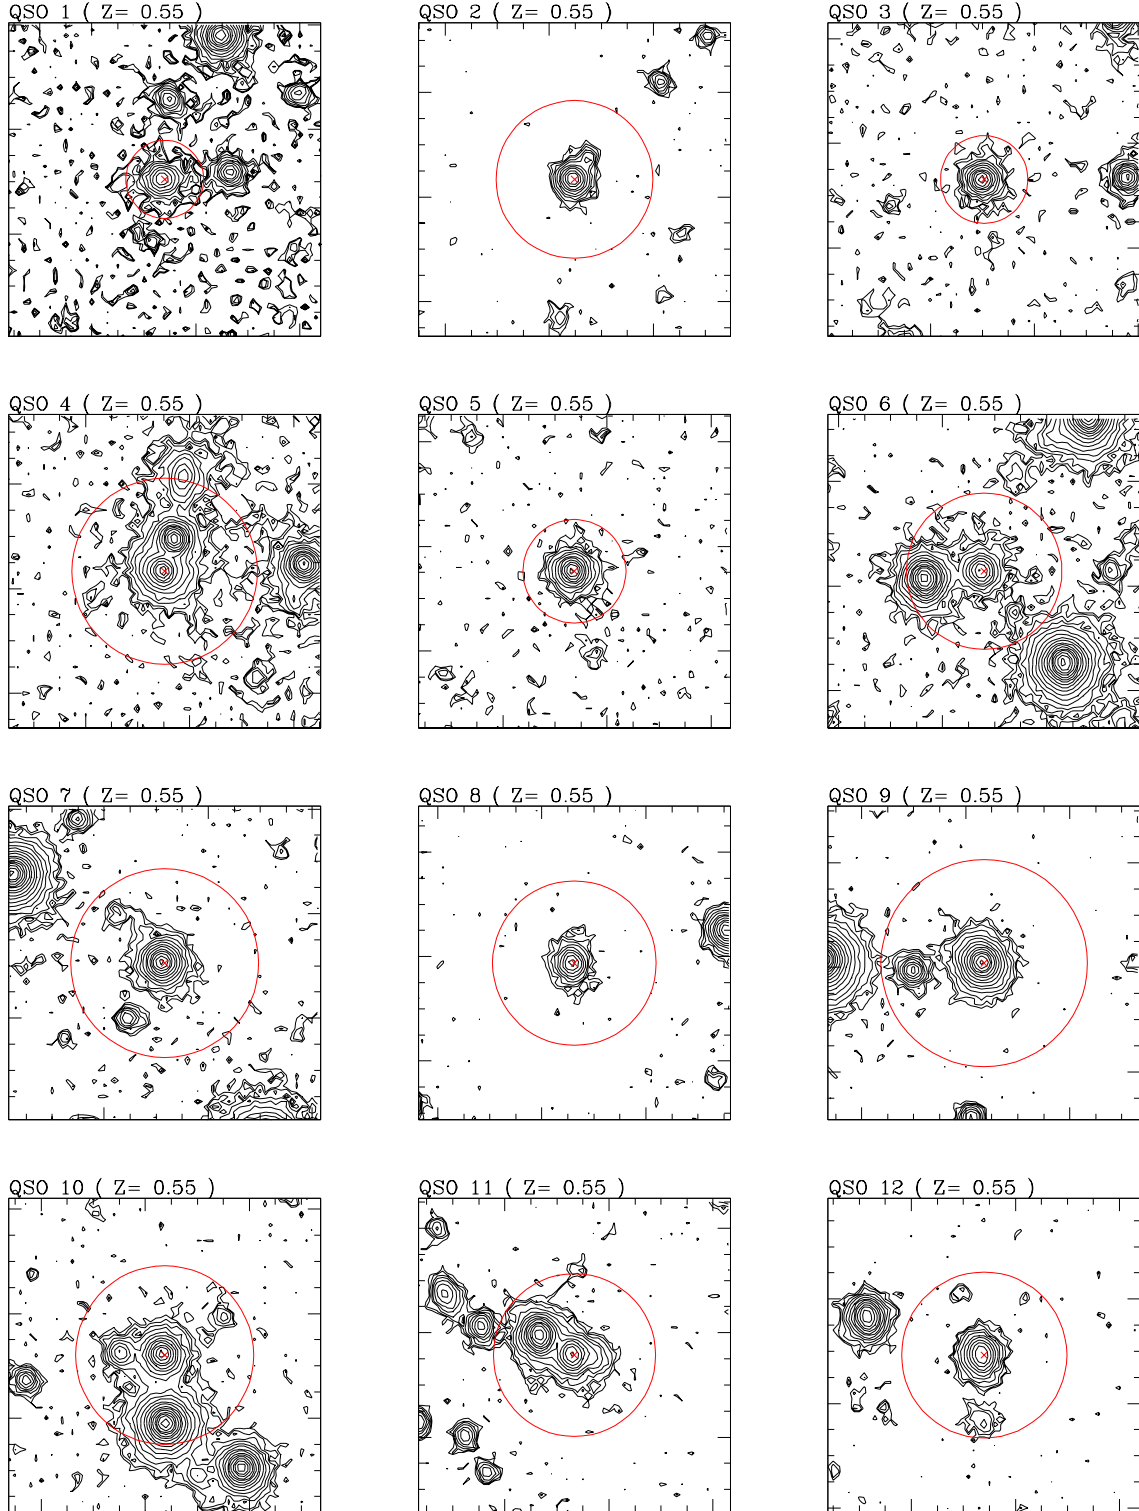 QSO 1 ( Z= 0.55 )
QSO 2 ( Z= 0.55 )
QSO 3 ( Z= 0.55 )
QSO 4 ( Z= 0.55 )
QSO 5 ( Z= 0.55 )
QSO 6 ( Z= 0.55 )
QSO 7 ( Z= 0.55 )
QSO 8 ( Z= 0.55 )
QSO 9 ( Z= 0.55 )
QSO 10 ( Z= 0.55 )
QSO 11 ( Z= 0.55 )
QSO 12 ( Z= 0.55 )